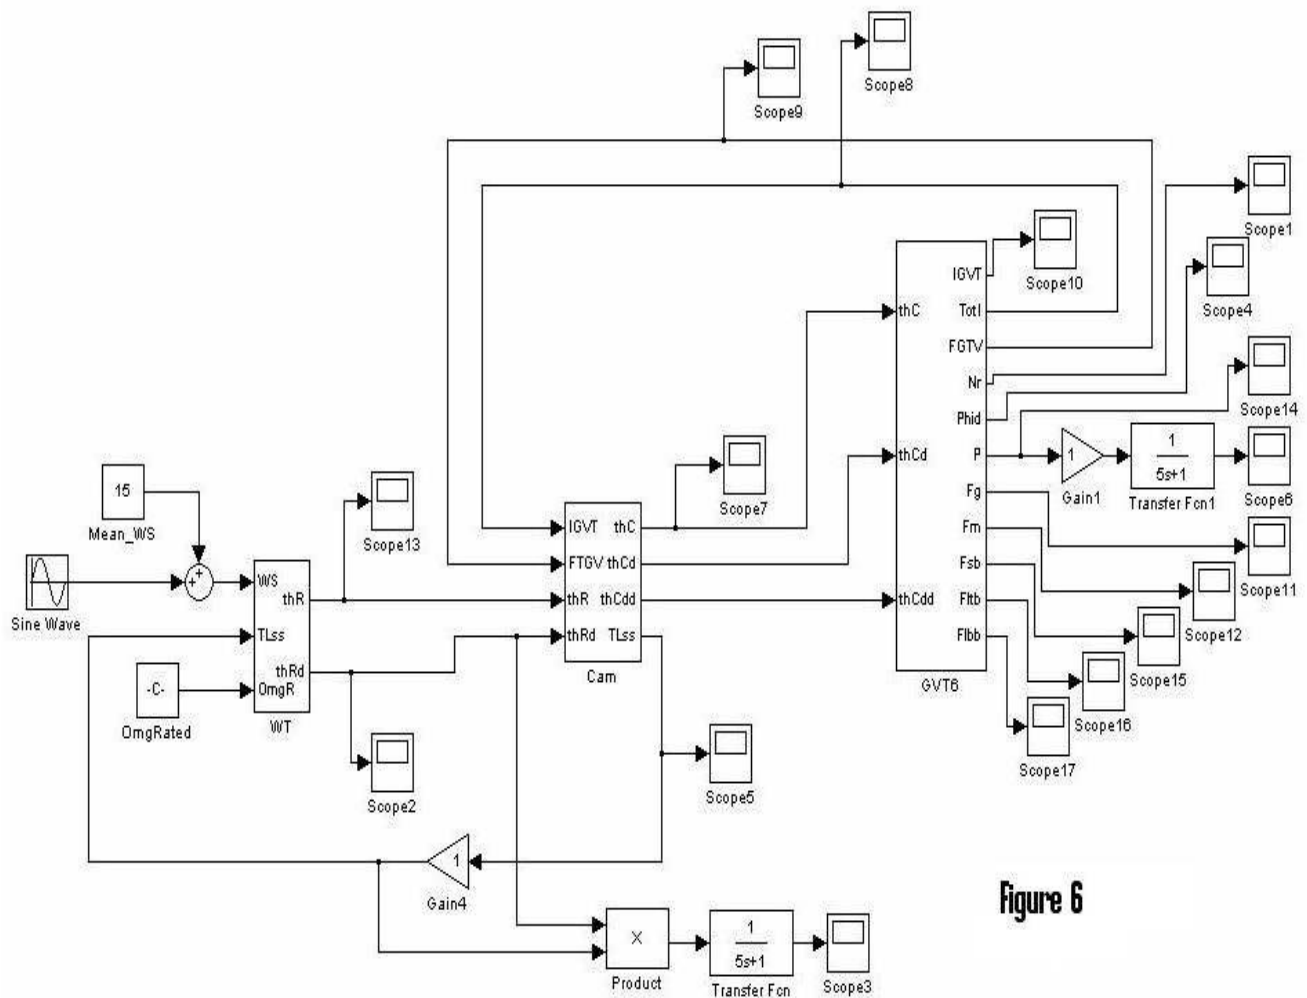 Scope8
Scope9
Scope1
IGVT
Scope10
Scope4
thC
TotI
FGTV
Nr
Scope14
Phid
thCd
P
1
Gain1
1
5s+1
Transfer Fcn1
Scope6
Fg
Fm
Scope11
Fsb
Scope12
thCdd
Fltb
Scope15
Flbb
Scope16
GVT6
Scope17
Scope7
15
Mean_WS
Scope13
IGVT thC
FTGV thCd
thR thCdd
thRd TLss
Cam
+
+
Sine Wave
WS
thR
TLss
thRd
OmgR
WT
-C-
OmgRated
Scope2
Scope5
1
Gain4
X
Product
1
5s+1
Transfer Fcn
Scope3
Figure 6